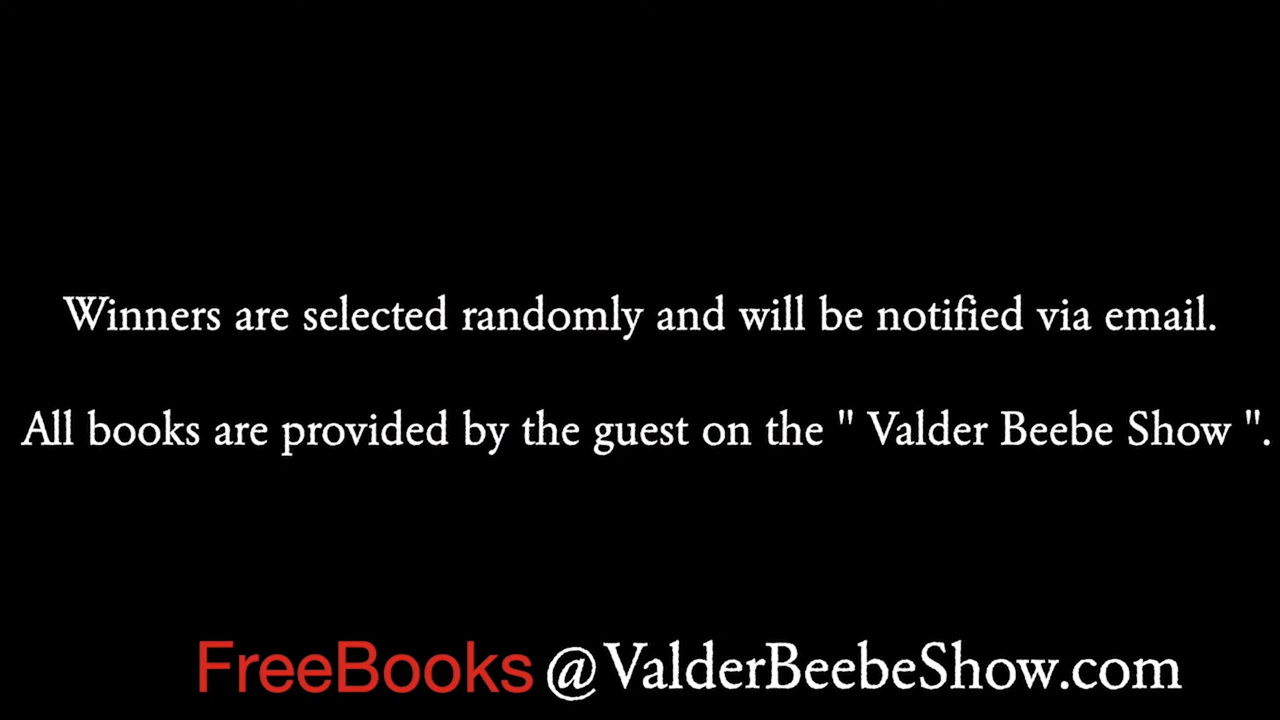 Winners are selected randomly and will be notified via email.
All books are provided by the guest on the " Valder Beebe Show ".
FreeBooks @ValderBeebeShow.com